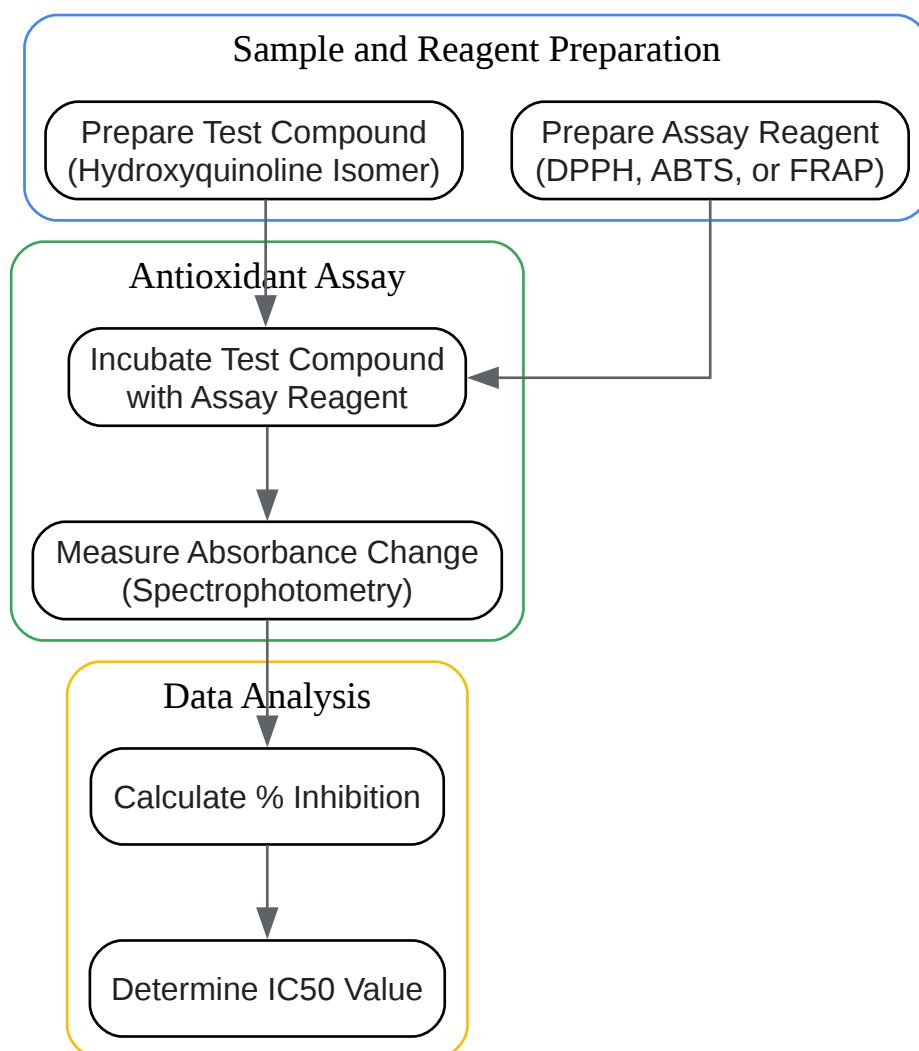 Sample and Reagent Preparation
Prepare Test Compound
(Hydroxyquinoline Isomer)
Prepare Assay Reagent
(DPPH, ABTS, or FRAP)
Antioxidant Assay
Incubate Test Compound
with Assay Reagent
Measure Absorbance Change
(Spectrophotometry)
Data Analysis
Calculate % Inhibition
Determine IC50 Value